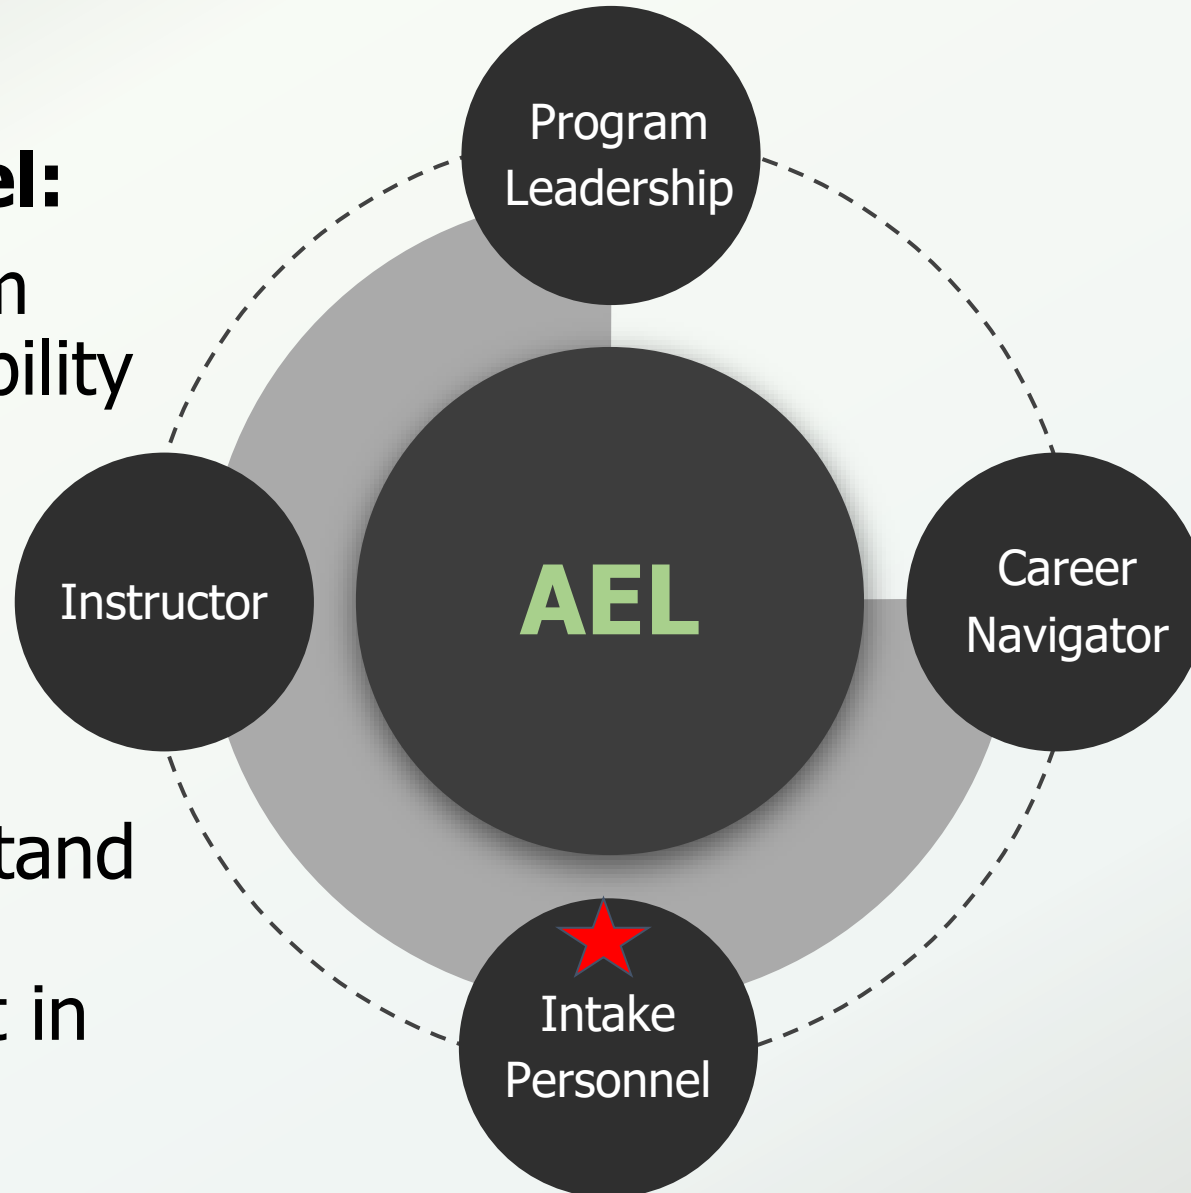 el:
m
bility
tand
t in
Program
Leadership
Instructor
AEL
Career
Navigator
Intake
Personnel